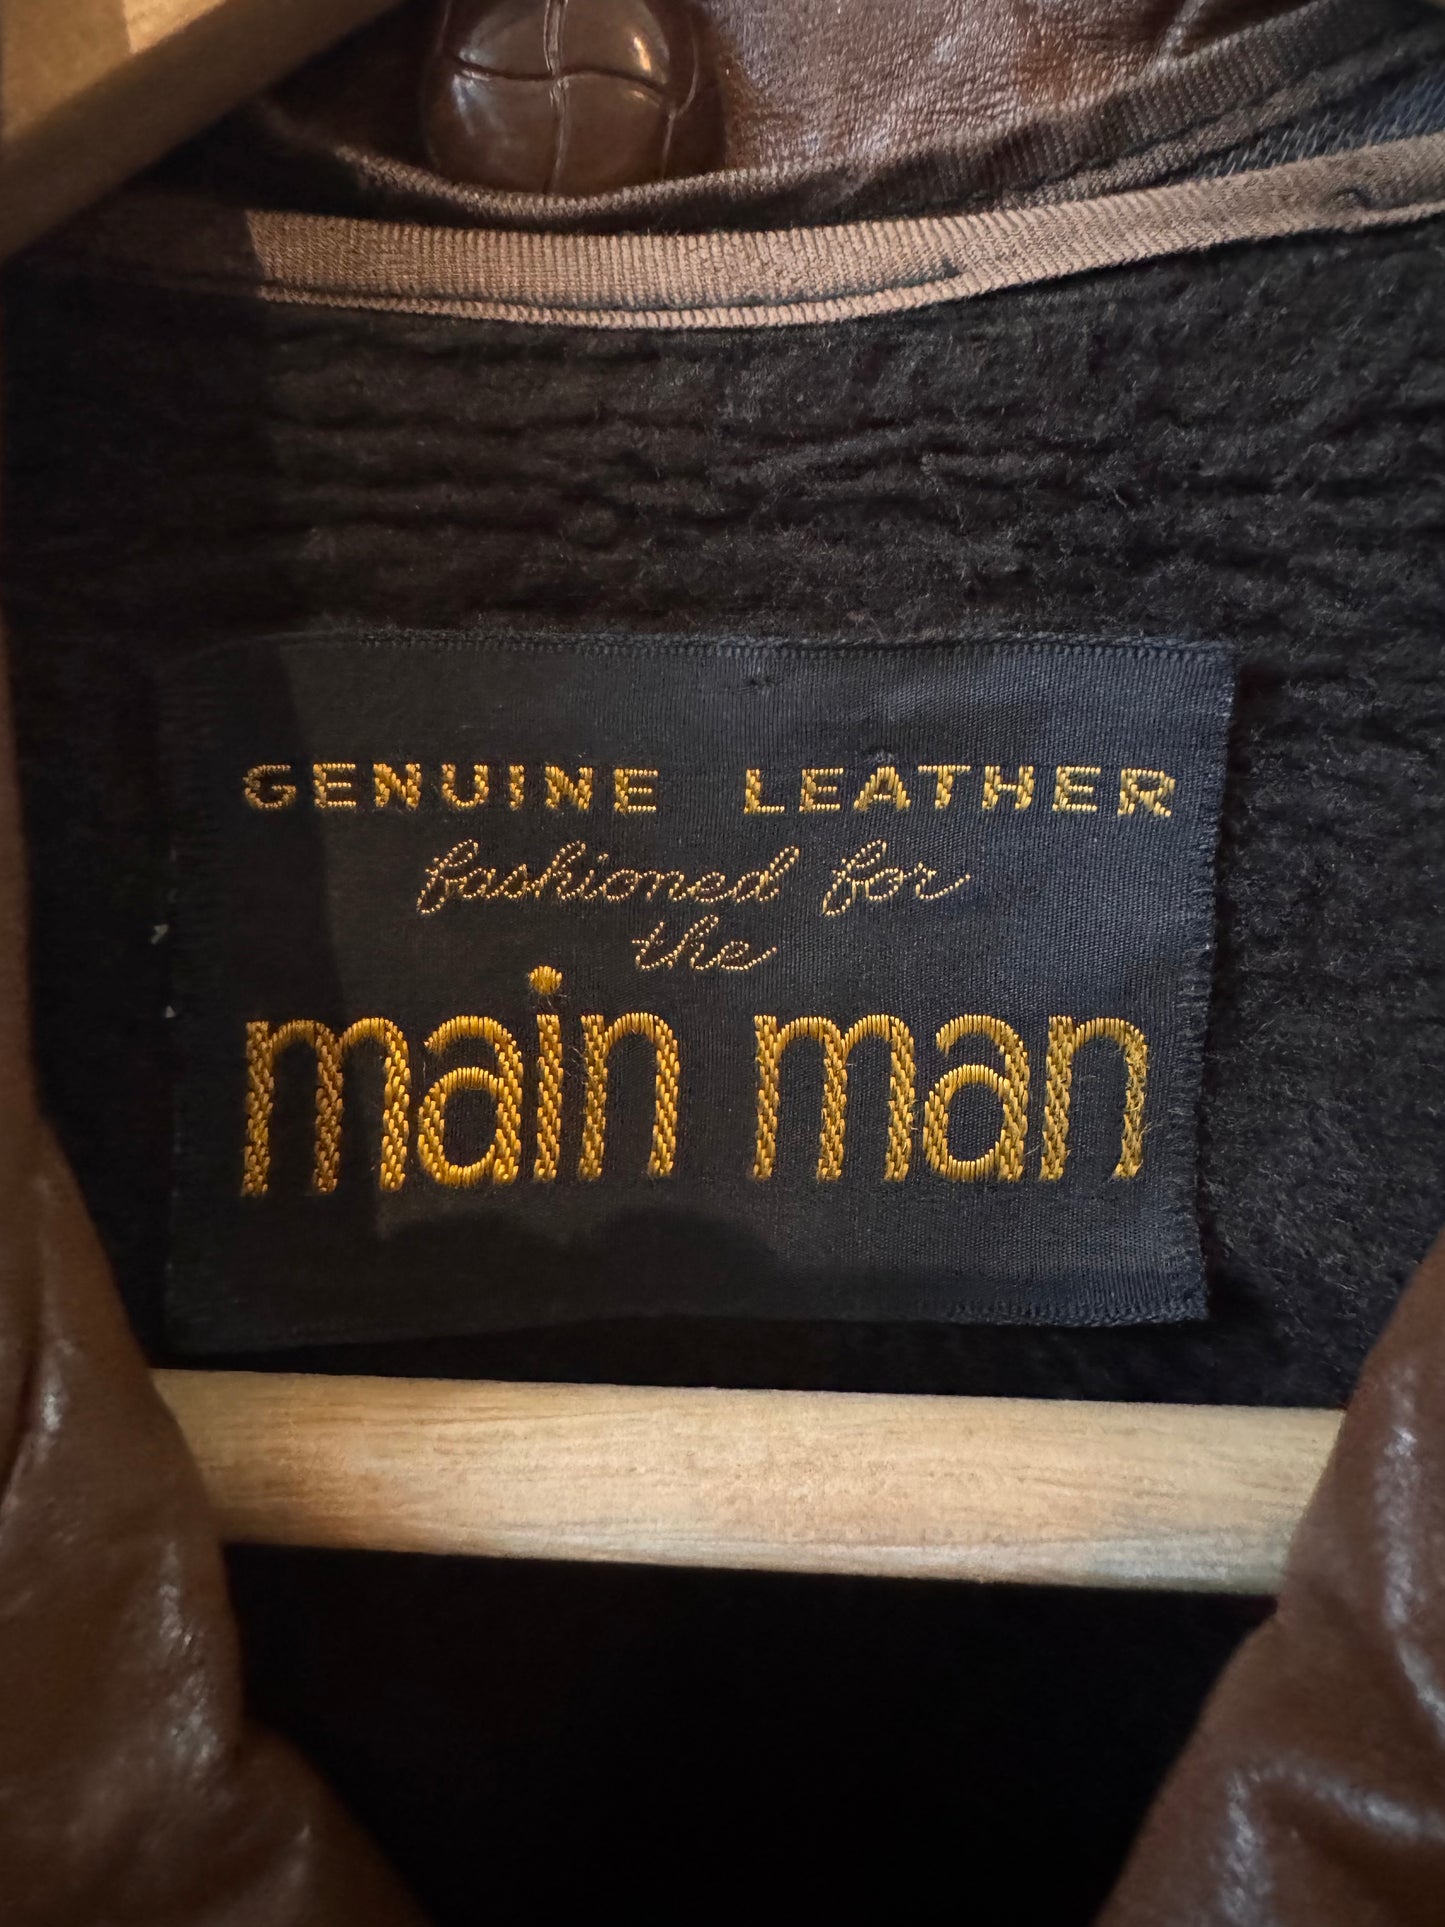 GENUINE LEATHER
fashioned for
the
main man